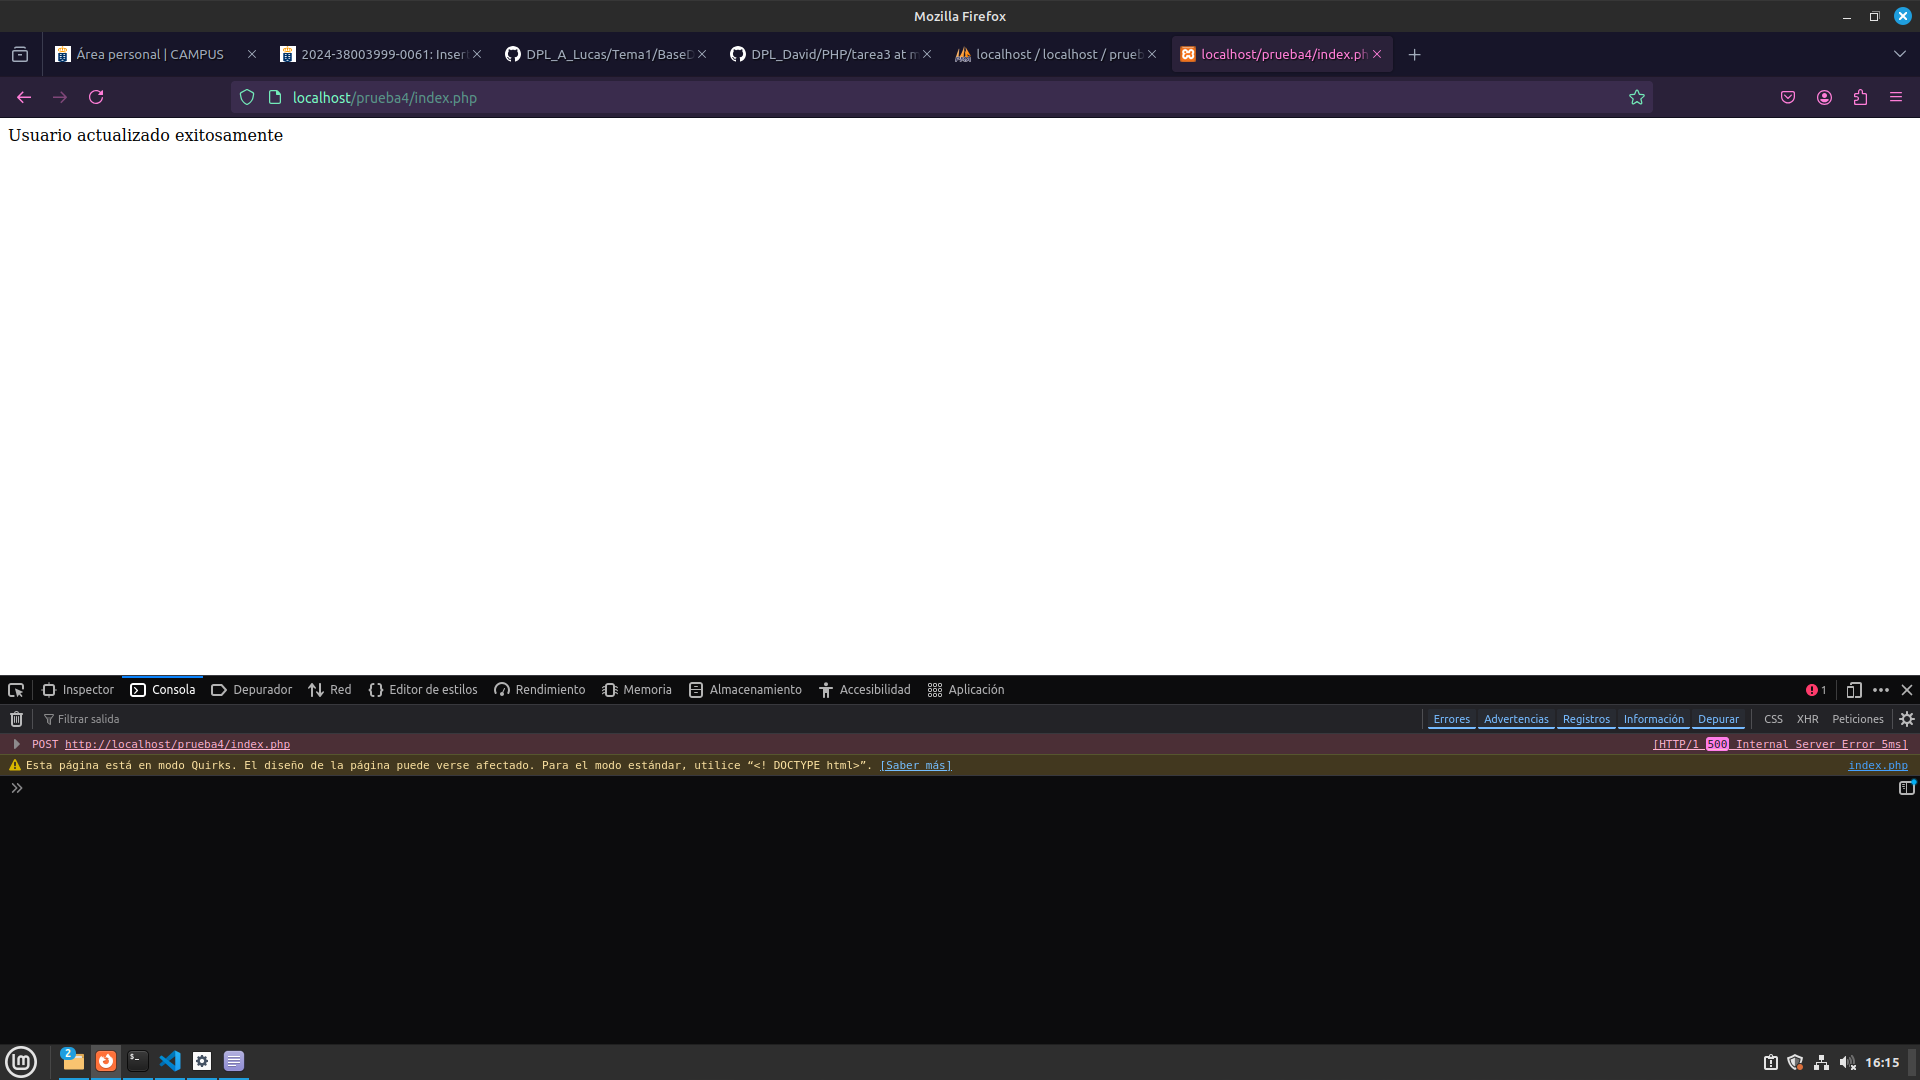 Mozilla Firefox
Área personal | CAMPUS
2024-38003999-0061: Inser
DPL_A_Lucas/Tema1/BaseD
DPL_David/PHP/tarea3 at m
localhost / localhost / prueb
localhost/prueba4/index.ph
localhost/prueba4/index.php
Usuario actualizado exitosamente
Inspector
Consola
Depurador
Red
Editor de estilos
Rendimiento
Memoria
Almacenamiento
Accesibilidad
Aplicación
1
Filtrar salida
Errores
Advertencias
Registros
Información
Depurar
CSS
XHR
Peticiones
POST http://localhost/prueba4/index.php
[HTTP/1 500 Internal Server Error 5ms]
Esta página está en modo Quirks. El diseño de la página puede verse afectado. Para el modo estándar, utilice “<! DOCTYPE html>”. [Saber más]
index.php
2
16:15